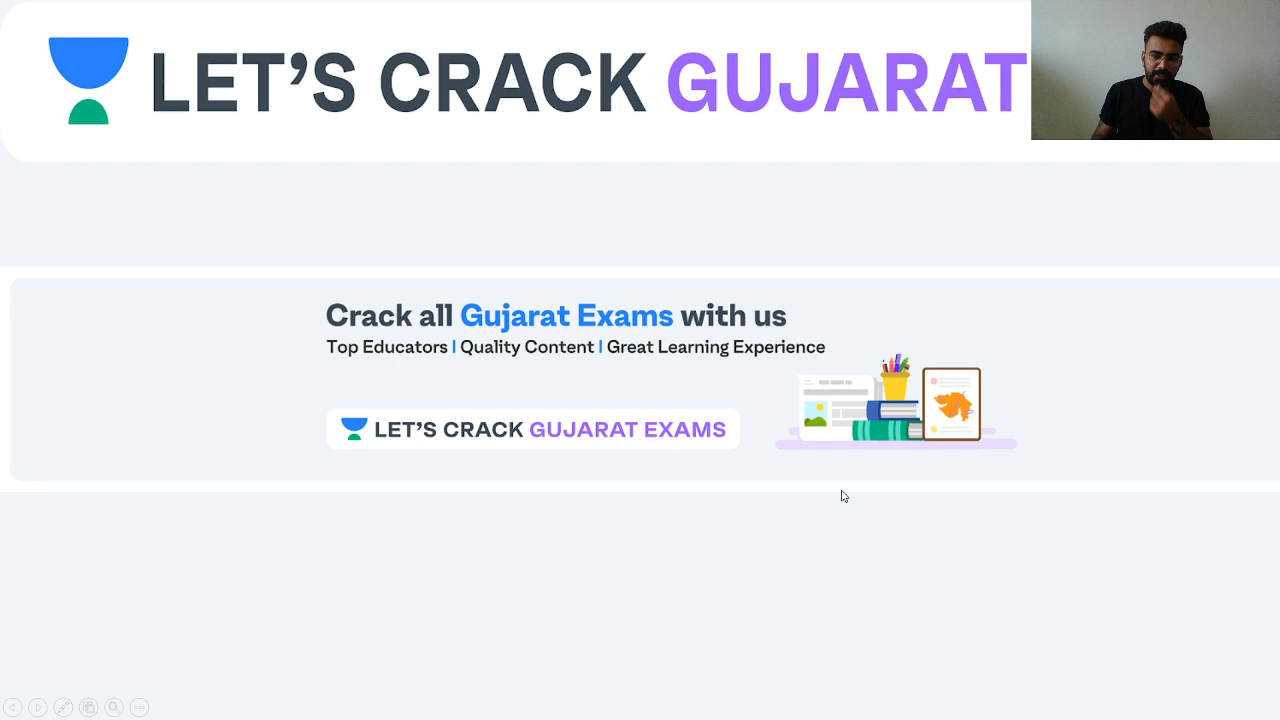 LET’S CRACK GUJARAT
Crack all Gujarat Exams with us
Top Educators I Quality Content I Great Learning Experience
LET’S CRACK GUJARAT EXAMS